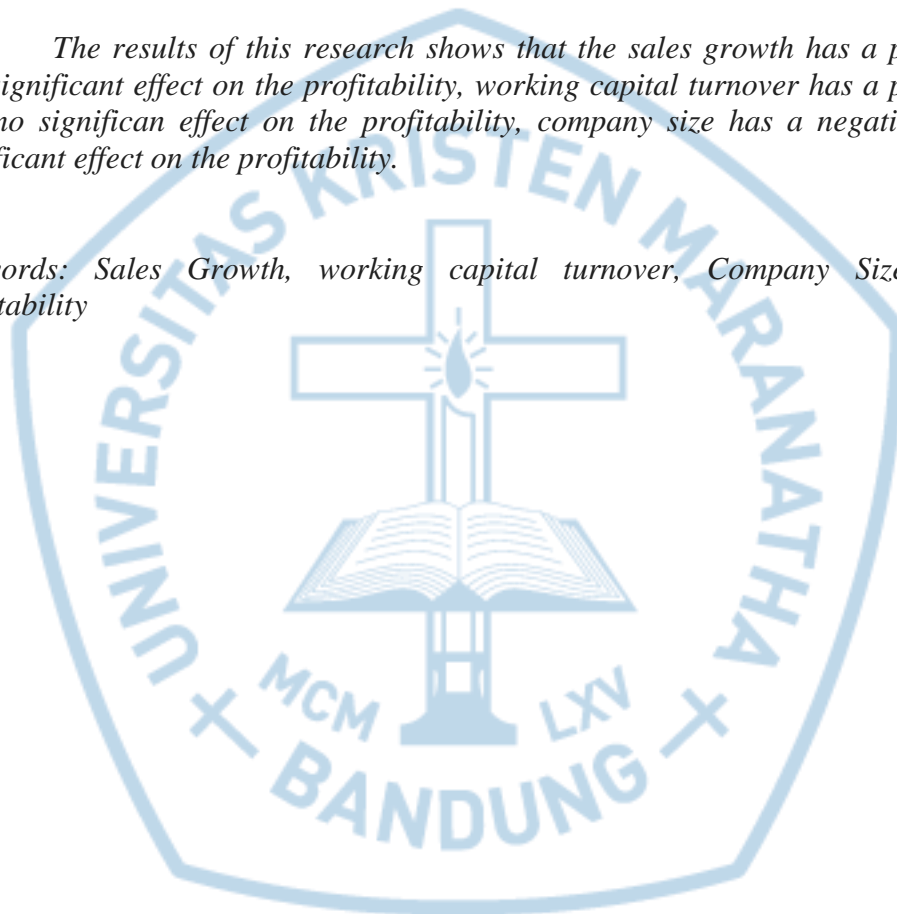 The results of this research shows that the sales growth has a p
significant effect on the profitability, working capital turnover has a p
no significan effect on the profitability, company size has a negati
ficant effect on the profitability.
ords: Sales Growth, working capital turnover, Company Size
tability
UNIVERSITAS KRISTEN MARANATHA
MCM LXV
BANDUNG